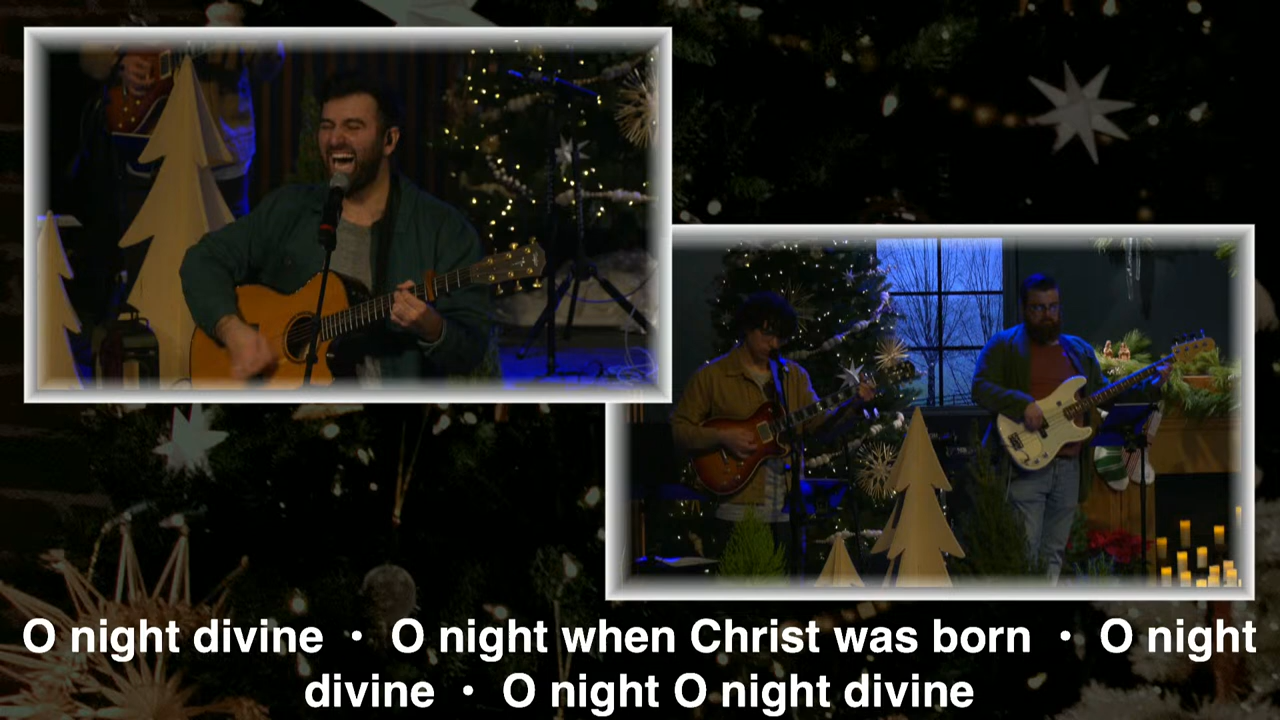 O night divine • O night when Christ was born • O night
divine • O night O night divine